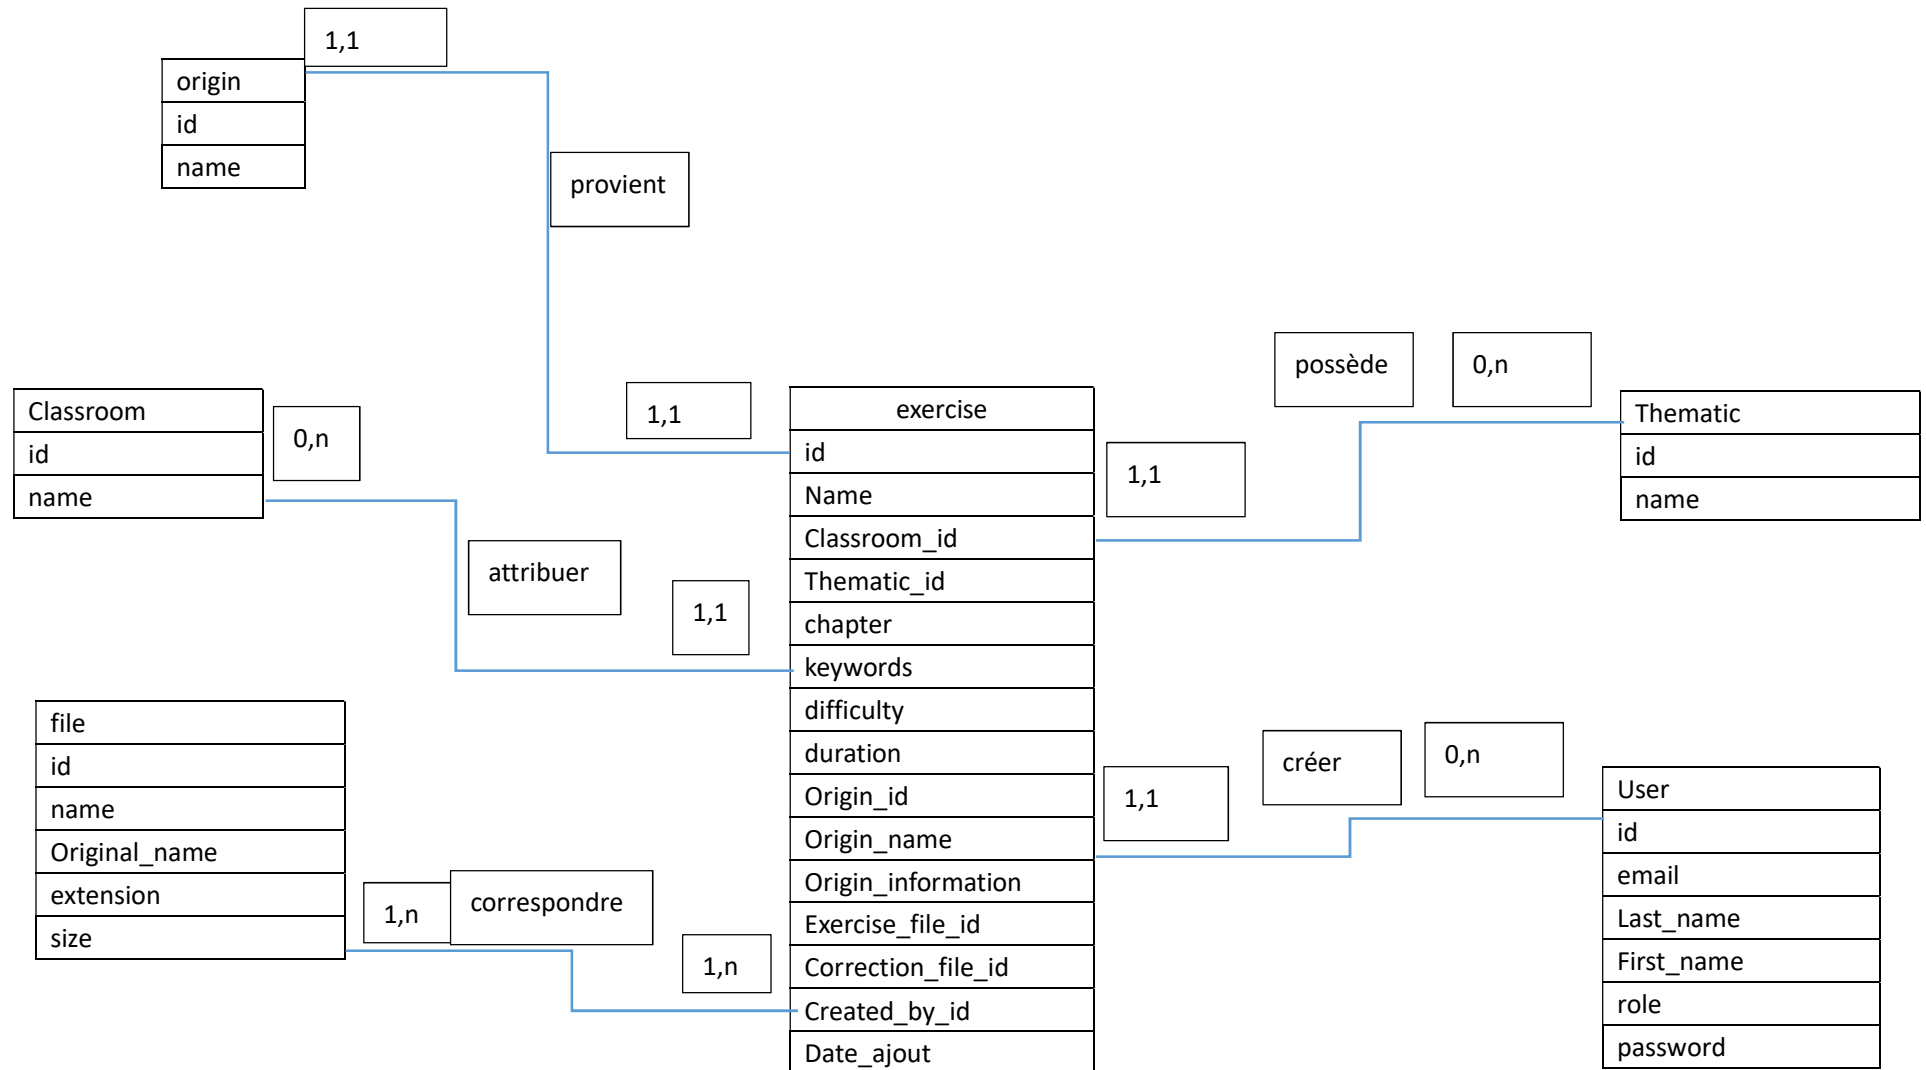 1,1
origin
id
name
provient
possède
0,n
Classroom
id
name
0,n
1,1
exercise
id
Name
Classroom_id
Thematic_id
chapter
keywords
difficulty
duration
Origin_id
Origin_name
Origin_information
Exercise_file_id
Correction_file_id
Created_by_id
Date_ajout
1,1
Thematic
id
name
attribuer
1,1
file
id
name
Original_name
extension
size
1,n
correspondre
1,n
1,1
créer
0,n
User
id
email
Last_name
First_name
role
password